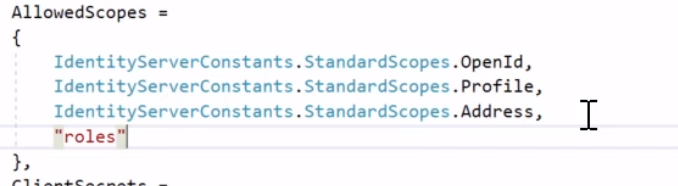 AllowedScopes =
{
IdentityServerConstants.StandardScopes.OpenId,
IdentityServerConstants.StandardScopes.Profile,
IdentityServerConstants.StandardScopes.Address,
"roles"
},
ClientSecrets =